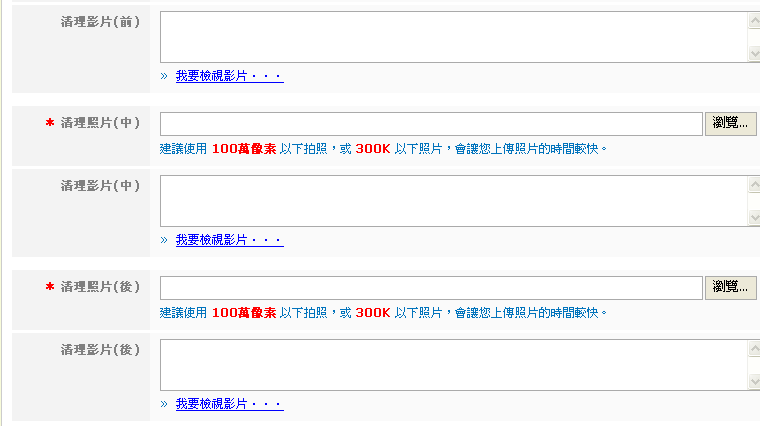 清理影片(前)
» 我要檢視影片‧‧‧
* 清理照片(中)
瀏覽...
建議使用 100萬像素 以下拍照，或 300K 以下照片，會讓您上傳照片的時間較快。
清理影片(中)
» 我要檢視影片‧‧‧
* 清理照片(後)
瀏覽...
建議使用 100萬像素 以下拍照，或 300K 以下照片，會讓您上傳照片的時間較快。
清理影片(後)
» 我要檢視影片‧‧‧